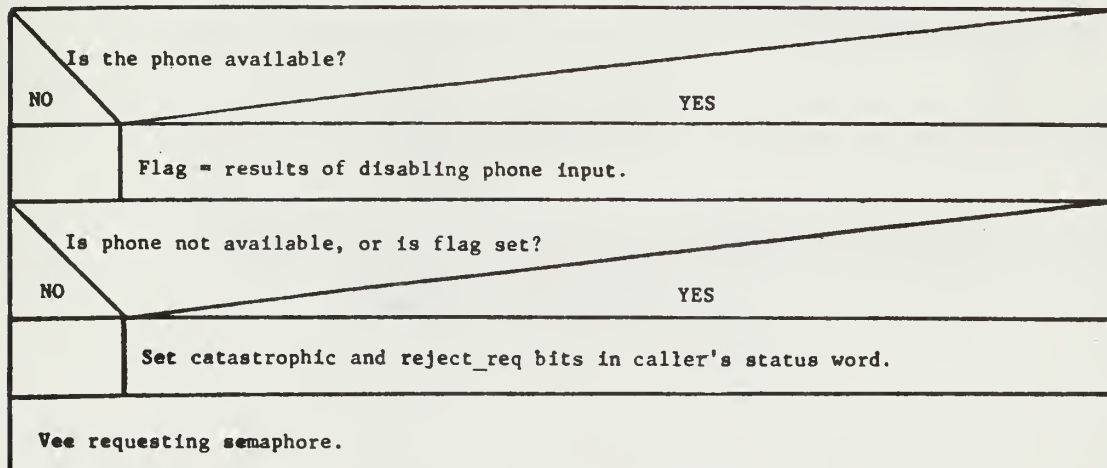 Is the phone available?
NO
YES
Flag = results of disabling phone input.
Is phone not available, or is flag set?
NO
YES
Set catastrophic and reject_req bits in caller's status word.
Vee requesting semaphore.